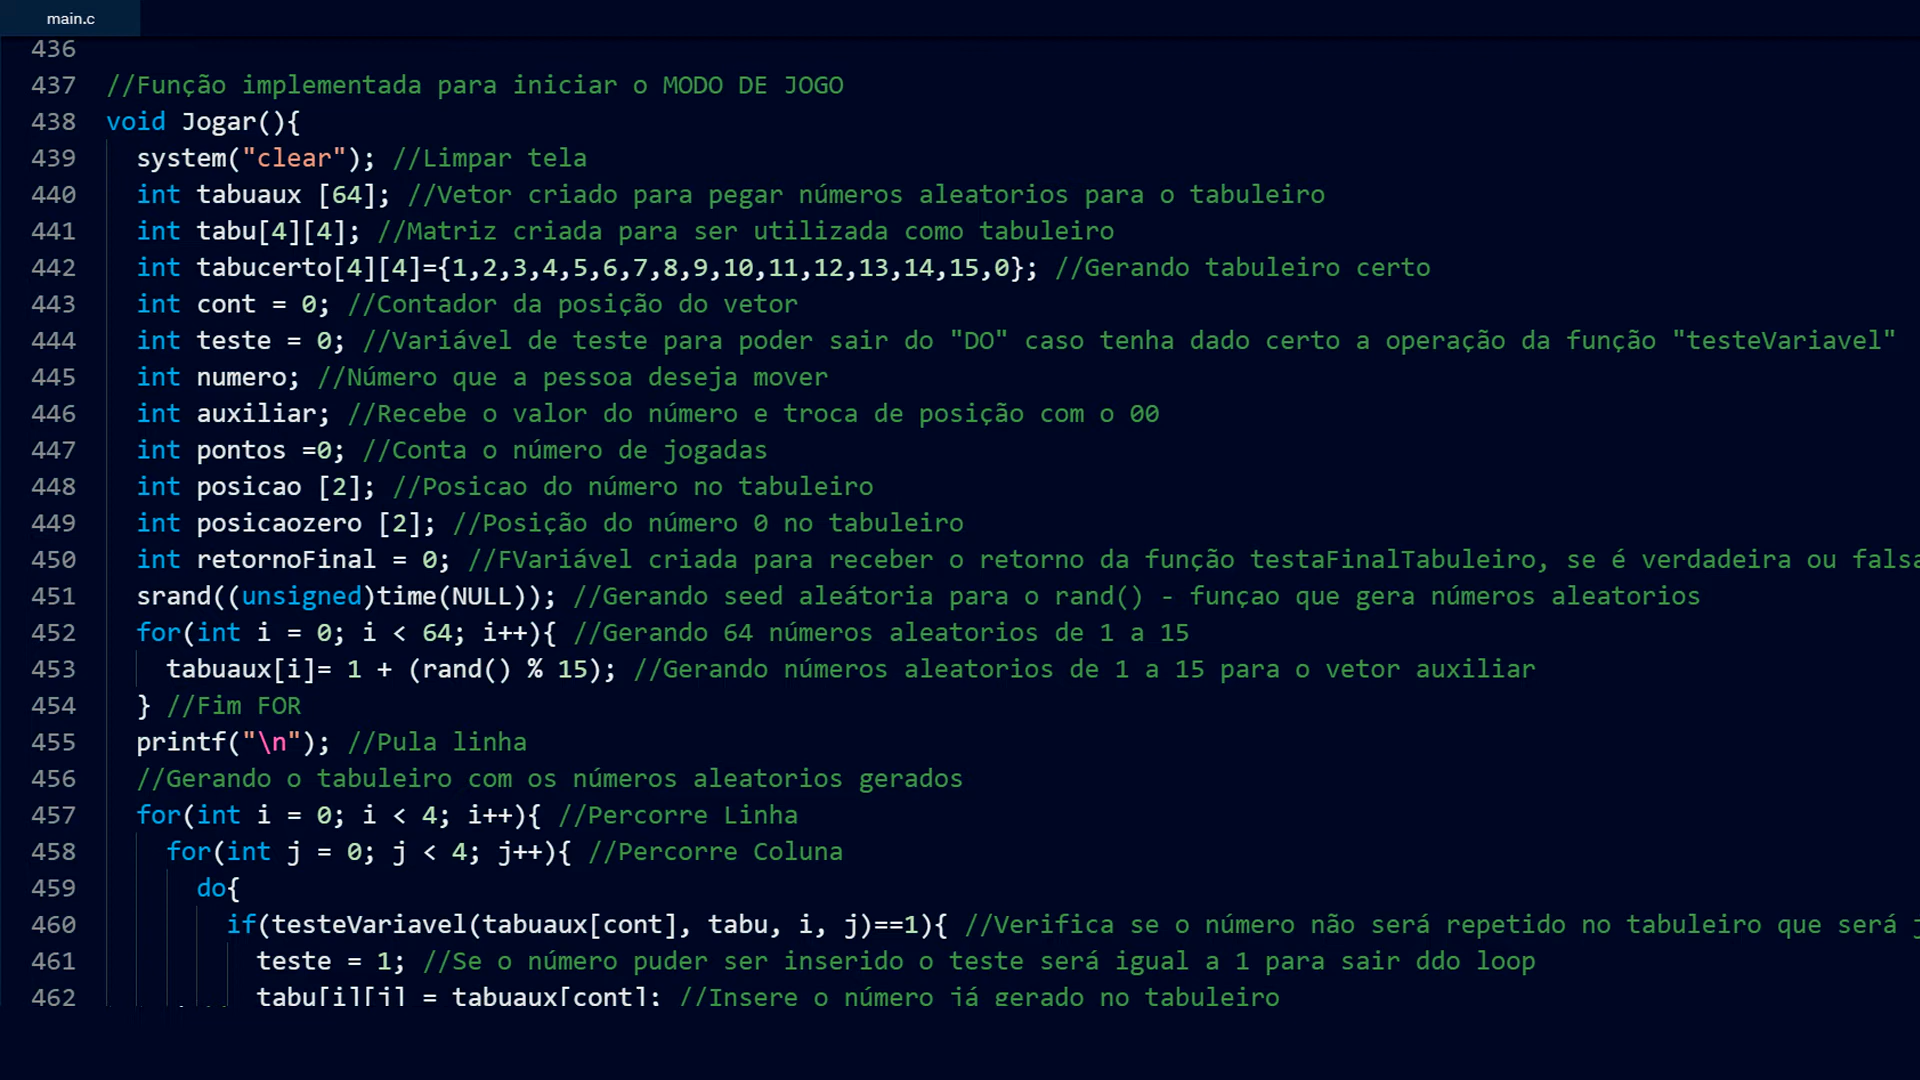 main.c
436
437 //Função implementada para iniciar o MODO DE JOGO
438 void Jogar(){
439 system("clear"); //Limpar tela
440 int tabuaux [64]; //Vetor criado para pegar números aleatorios para o tabuleiro
441 int tabu[4][4]; //Matriz criada para ser utilizada como tabuleiro
442 int tabucerto[4][4]={1,2,3,4,5,6,7,8,9,10,11,12,13,14,15,0}; //Gerando tabuleiro certo
443 int cont = 0; //Contador da posição do vetor
444 int teste = 0; //Variável de teste para poder sair do "DO" caso tenha dado certo a operação da função "testeVariavel"
445 int numero; //Número que a pessoa deseja mover
446 int auxiliar; //Recebe o valor do número e troca de posição com o 00
447 int pontos =0; //Conta o número de jogadas
448 int posicao [2]; //Posicao do número no tabuleiro
449 int posicaozero [2]; //Posição do número 0 no tabuleiro
450 int retornoFinal = 0; //FVariável criada para receber o retorno da função testaFinalTabuleiro, se é verdadeira ou falsa
451 srand((unsigned)time(NULL)); //Gerando seed aleátoria para o rand() - funçao que gera números aleatorios
452 for(int i = 0; i < 64; i++){ //Gerando 64 números aleatorios de 1 a 15
453 tabuaux[i]= 1 + (rand() % 15); //Gerando números aleatorios de 1 a 15 para o vetor auxiliar
454 } //Fim FOR
455 printf("\n"); //Pula linha
456 //Gerando o tabuleiro com os números aleatorios gerados
457 for(int i = 0; i < 4; i++){ //Percorre Linha
458 for(int j = 0; j < 4; j++){ //Percorre Coluna
459 do{
460 if(testeVariavel(tabuaux[cont], tabu, i, j)==1){ //Verifica se o número não será repetido no tabuleiro que será
461 teste = 1; //Se o número puder ser inserido o teste será igual a 1 para sair ddo loop
462 tabu[i][j] = tabuaux[cont]; //Insere o número já gerado no tabuleiro